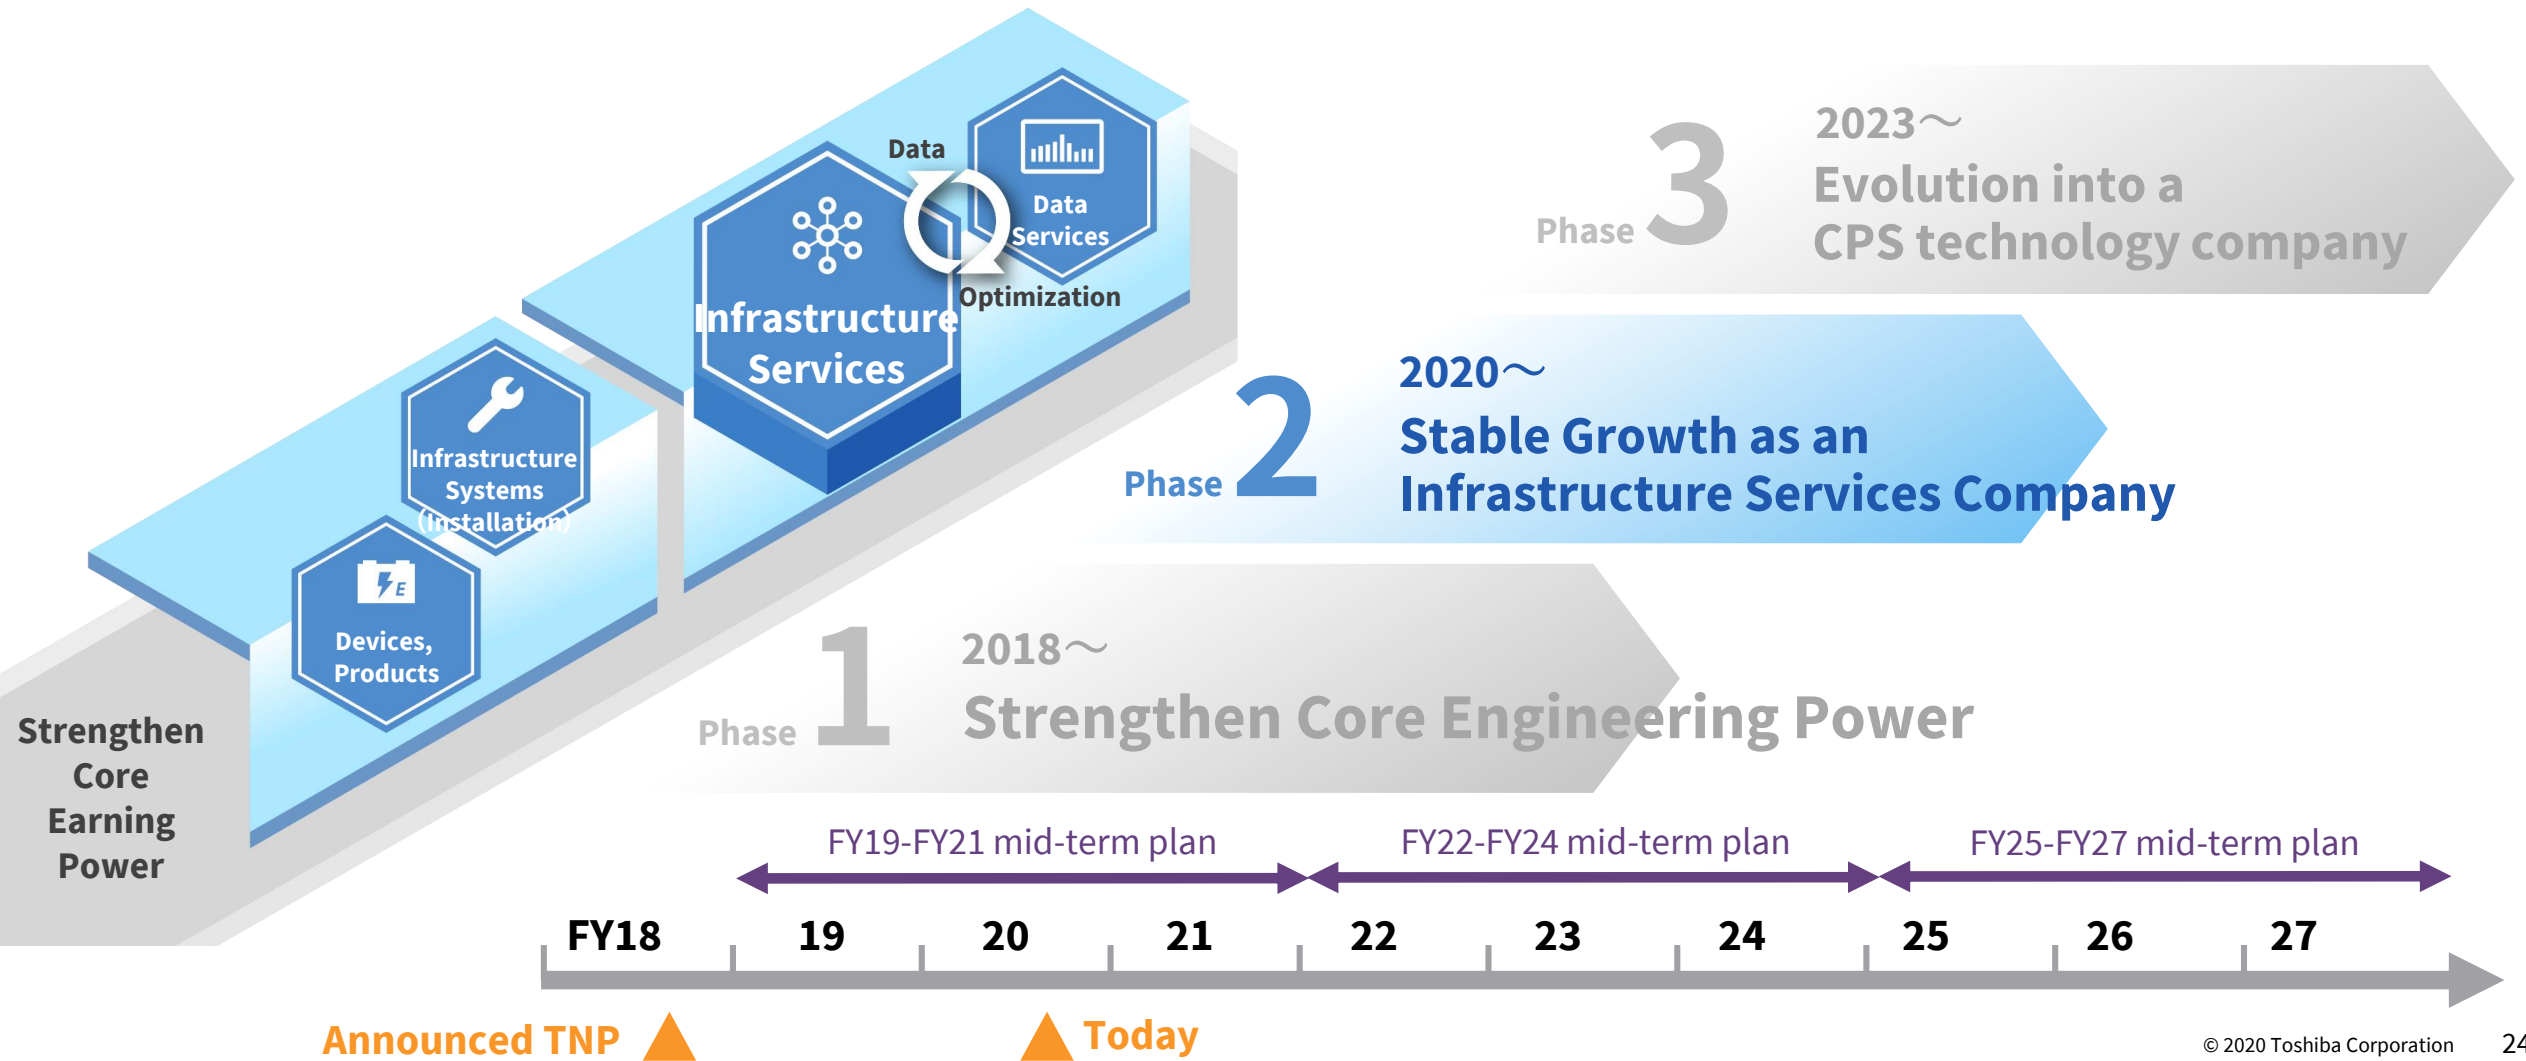 Data
Data
Services
Infrastructure
Services
Optimization
Infrastructure
Systems
(Installation)
E
Devices,
Products
Strengthen
Core
Earning
Power
Phase 3
2023～
Evolution into a
CPS technology company
Phase 2
2020～
Stable Growth as an
Infrastructure Services Company
Phase 1
2018～
Strengthen Core Engineering Power
FY19-FY21 mid-term plan
FY22-FY24 mid-term plan
FY25-FY27 mid-term plan
FY18 19 20 21 22 23 24 25 26 27
Announced TNP
Today
© 2020 Toshiba Corporation 24